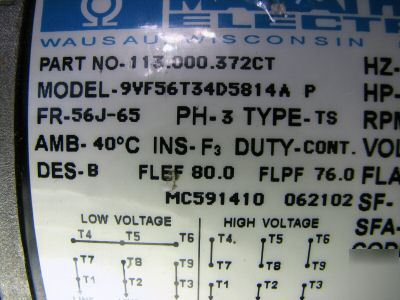 ELECTR
WAUSAU WISCONSIN
PART NO-113.000.372CT HZ-
MODEL-9VF56T34D5814A P HP-
FR-56J-65 PH-3 TYPE-TS RPM
AMB-40°C INS-F3 DUTY-CONT. VOL
DES-B FLEF 80.0 FLPF 76.0 FLA
MC591410 062102 SF-
SFA-
LOW VOLTAGE HIGH VOLTAGE
T4 T5 T6 T4. T5 T6
T7 T8 T9 T7 T8 T9
T1 T2 T3 T1 T2 T3